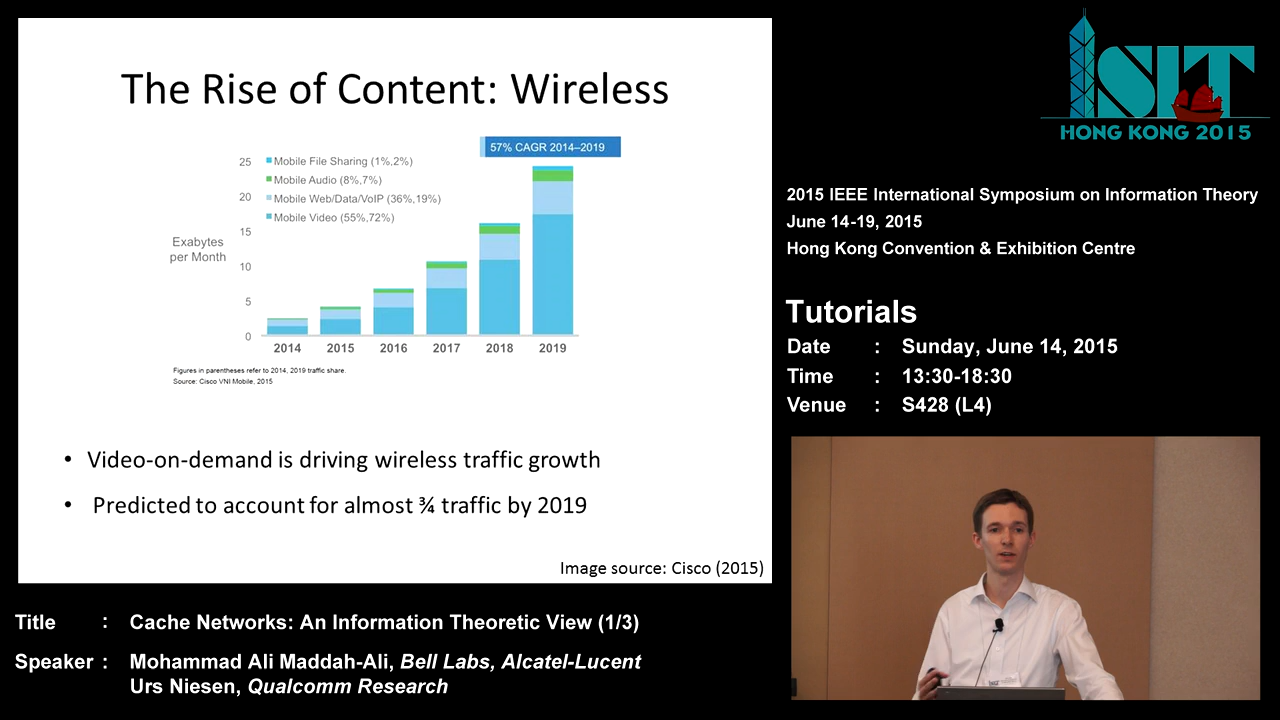 The Rise of Content: Wireless
57% CAGR 2014–2019
25
20
15
10
5
0
Mobile File Sharing (1%,2%)
Mobile Audio (8%,7%)
Mobile Web/Data/VoIP (36%,19%)
Mobile Video (55%,72%)
Exabytes
per Month
2014 2015 2016 2017 2018 2019
Figures in parentheses refer to 2014, 2019 traffic share.
Source: Cisco VNI Mobile, 2015
• Video-on-demand is driving wireless traffic growth
• Predicted to account for almost ¾ traffic by 2019
Image source: Cisco (2015)
ISIT
HONG KONG 2015
2015 IEEE International Symposium on Information Theory
June 14-19, 2015
Hong Kong Convention & Exhibition Centre
Tutorials
Date : Sunday, June 14, 2015
Time : 13:30-18:30
Venue : S428 (L4)
Title : Cache Networks: An Information Theoretic View (1/3)
Speaker : Mohammad Ali Maddah-Ali, Bell Labs, Alcatel-Lucent
Urs Niesen, Qualcomm Research